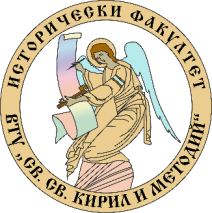 ИСТОРИЧЕСКИ ФАКУЛТЕТ
ВТУ „СВ. СВ. КИРИЛ И МЕТОДИЙ“